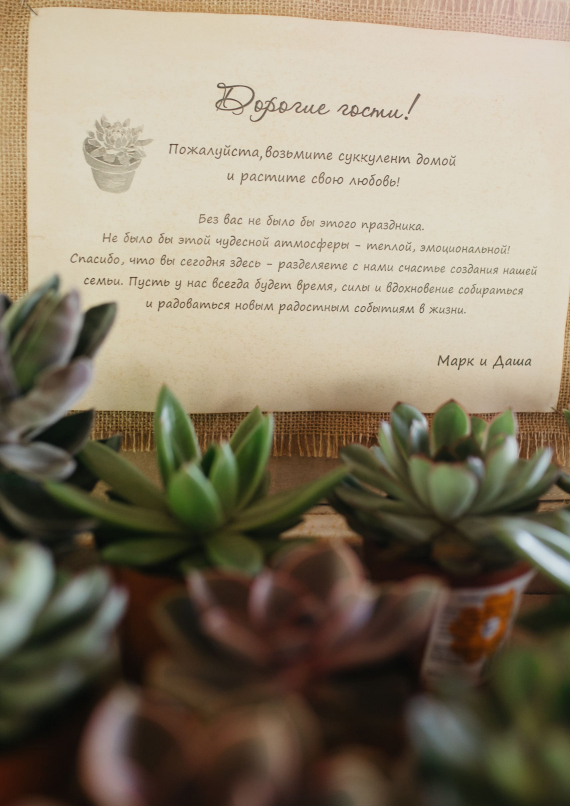 Дорогие гости!
Пожалуйста,возьмите суккулент домой
и растите свою любовь!
Без вас не было бы этого праздника.
Не было бы этой чудесной атмосферы - теплой, эмоциональной!
Спасибо, что вы сегодня здесь - разделяете с нами счастье создания нашей
семьи. Пусть у нас всегда будет время, силы и вдохновение собираться
и радоваться новым радостным событиям в жизни.
Марк и Даша